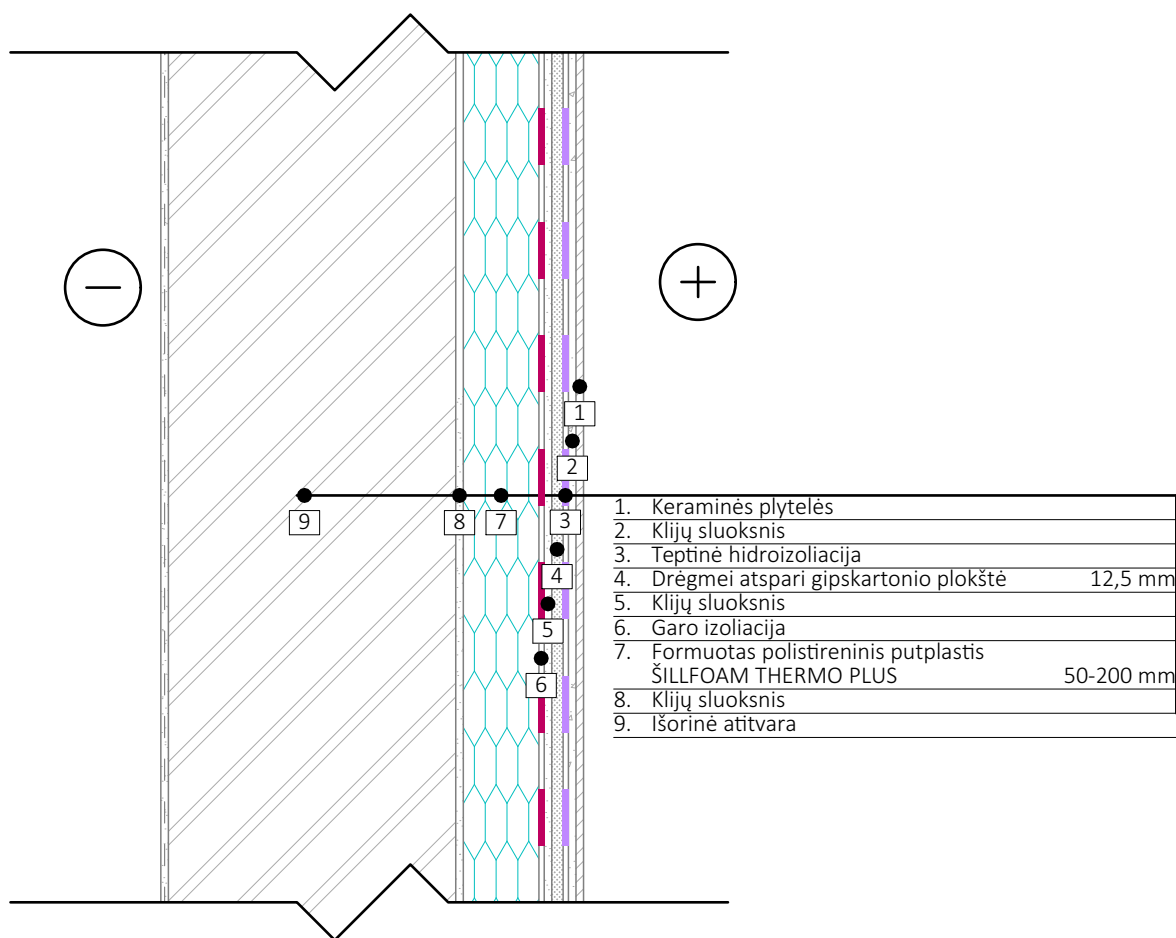 1
2
9
8
7
3
4
5
6
1. Keraminės plytelės
2. Klijų sluoksnis
3. Teptinė hidroizoliacija
4. Drėgmei atspari gipskartonio plokštė 12,5 mm
5. Klijų sluoksnis
6. Garo izoliacija
7. Formuotas polistireninis putplastis
ŠILLFOAM THERMO PLUS 50-200 mm
8. Klijų sluoksnis
9. Išorinė atitvara